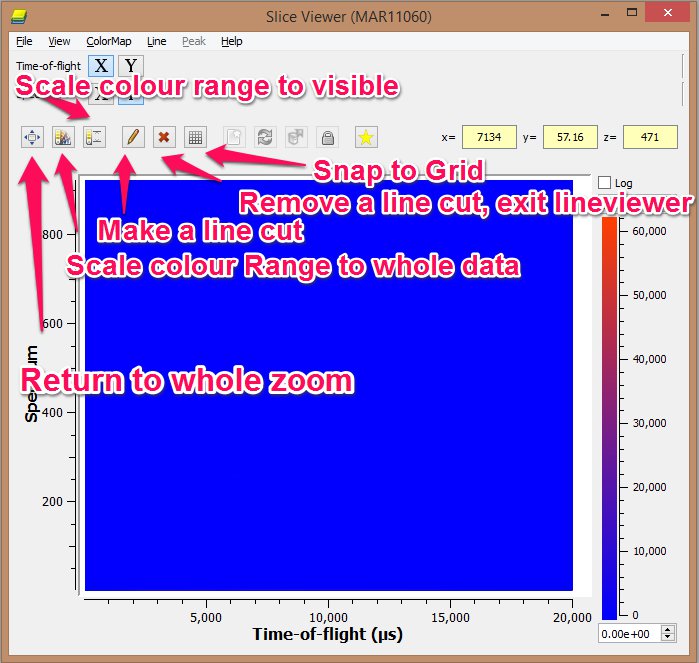 Slice Viewer (MAR11060)
File View ColorMap Line Peak Help
Time-of-flight X Y
Scale colour range to visible
x= 7134 y= 57.16 z= 471
Snap to Grid
Log
Remove a line cut, exit lineviewer
Make a line cut
Scale colour Range to whole data
Return to whole zoom
800
600
400
200
5,000 10,000 15,000 20,000
Time-of-flight (μs)
60,000
50,000
40,000
30,000
20,000
10,000
0
0.00e+00